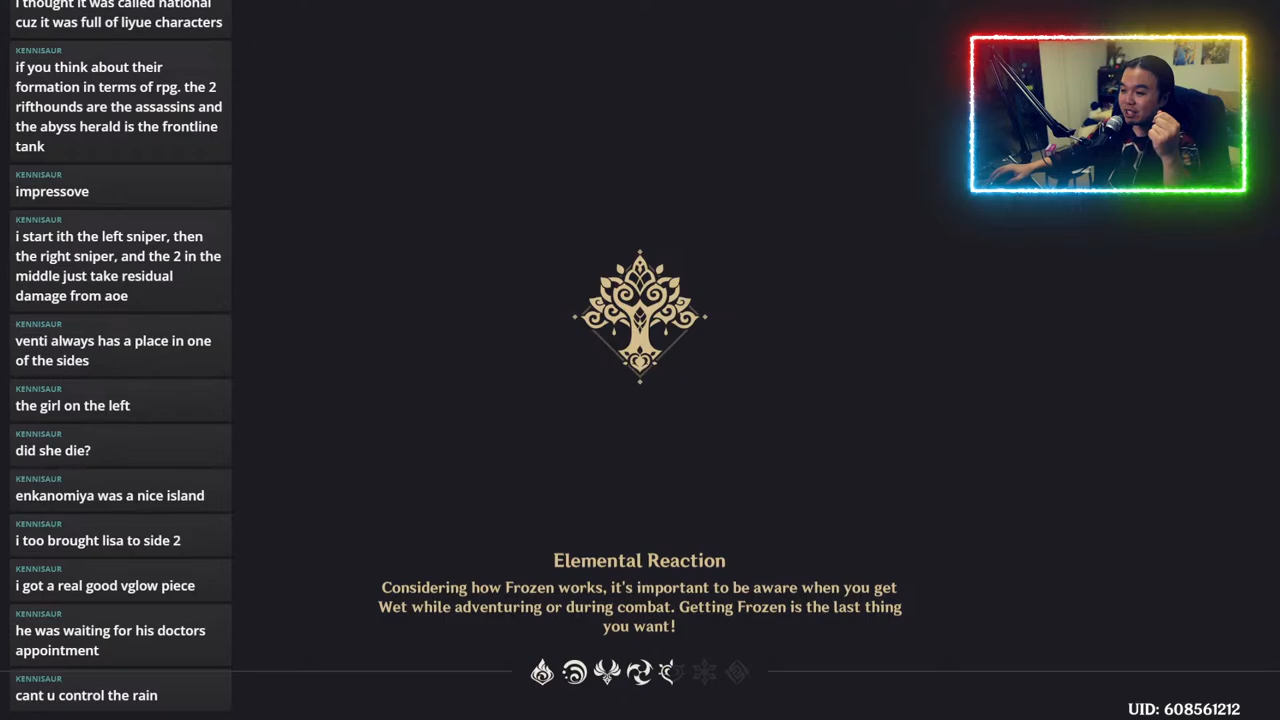 i thought it was called national
cuz it was full of liyue characters
KENNISAUR
if you think about their
formation in terms of rpg. the 2
rifthounds are the assassins and
the abyss herald is the frontline
tank
KENNISAUR
impressove
KENNISAUR
i start ith the left sniper, then
the right sniper, and the 2 in the
middle just take residual
damage from aoe
KENNISAUR
venti always has a place in one
of the sides
KENNISAUR
the girl on the left
KENNISAUR
did she die?
KENNISAUR
enkanomiya was a nice island
KENNISAUR
i too brought lisa to side 2
KENNISAUR
i got a real good vglow piece
KENNISAUR
he was waiting for his doctors
appointment
KENNISAUR
cant u control the rain
Elemental Reaction
Considering how Frozen works, it's important to be aware when you get
Wet while adventuring or during combat. Getting Frozen is the last thing
you want!
UID: 608561212